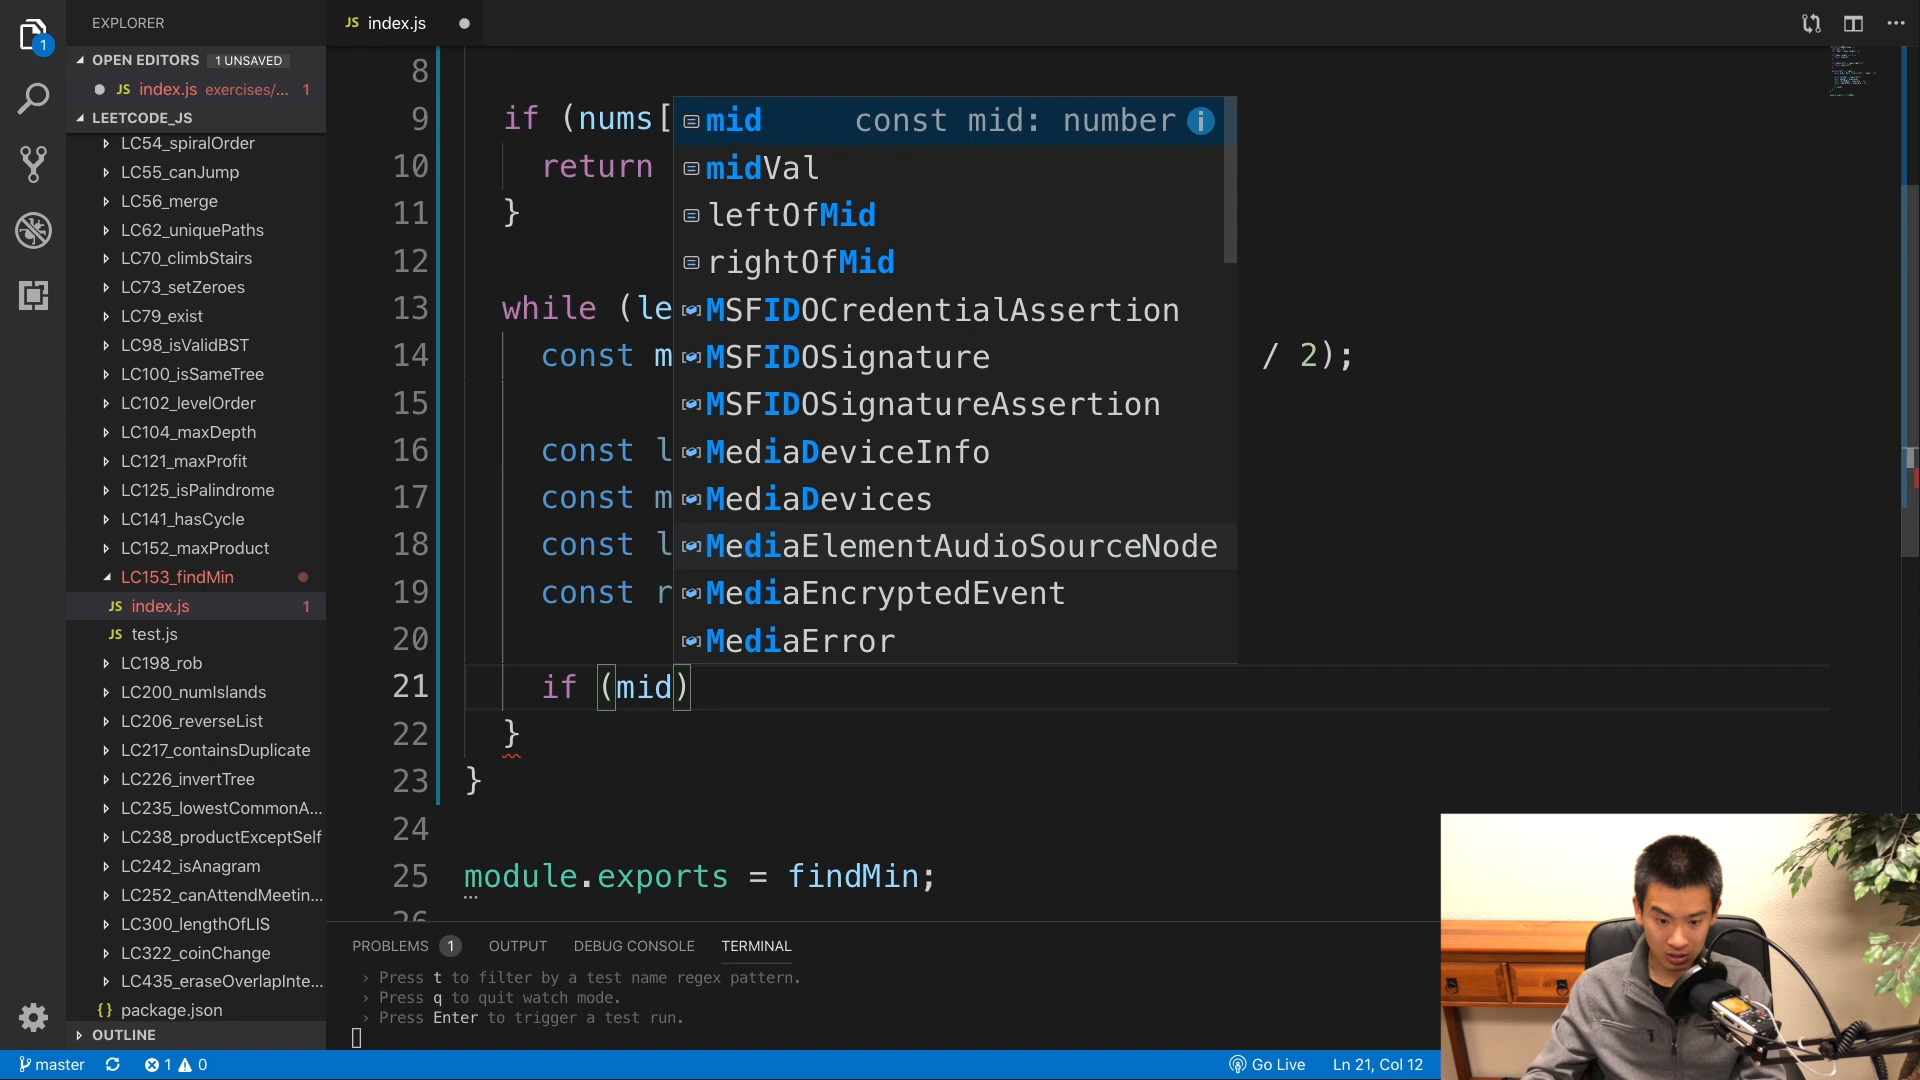 EXPLORER
OPEN EDITORS 1 UNSAVED
JS index.js exercises/... 1
LEETCODE_JS
LC54_spiralOrder
LC55_canJump
LC56_merge
LC62_uniquePaths
LC70_climbStairs
LC73_setZeroes
LC79_exist
LC98_isValidBST
LC100_isSameTree
LC102_levelOrder
LC104_maxDepth
LC121_maxProfit
LC125_isPalindrome
LC141_hasCycle
LC152_maxProduct
LC153_findMin
JS index.js 1
JS test.js
LC198_rob
LC200_numIslands
LC206_reverseList
LC217_containsDuplicate
LC226_invertTree
LC235_lowestCommonA...
LC238_productExceptSelf
LC242_isAnagram
LC252_canAttendMeetin...
LC300_lengthOfLIS
LC322_coinChange
LC435_eraseOverlapInte...
{} package.json
OUTLINE
1
JS index.js
8
9 if (nums[
10 return
11 }
12
13 while (le
14 const m / 2);
15
16 const l
17 const m
18 const l
19 const r
20
21 if (mid)
22 }
23 }
24
25 module.exports = findMin;
26
mid const mid: number
midVal
leftOfMid
rightOfMid
MSFIDOCredentialAssertion
MSFIDOSignature
MSFIDOSignatureAssertion
MediaDeviceInfo
MediaDevices
MediaElementAudioSourceNode
MediaEncryptedEvent
MediaError
PROBLEMS 1 OUTPUT DEBUG CONSOLE TERMINAL
› Press t to filter by a test name regex pattern.
› Press q to quit watch mode.
› Press Enter to trigger a test run.
master 1 0 Go Live Ln 21, Col 12